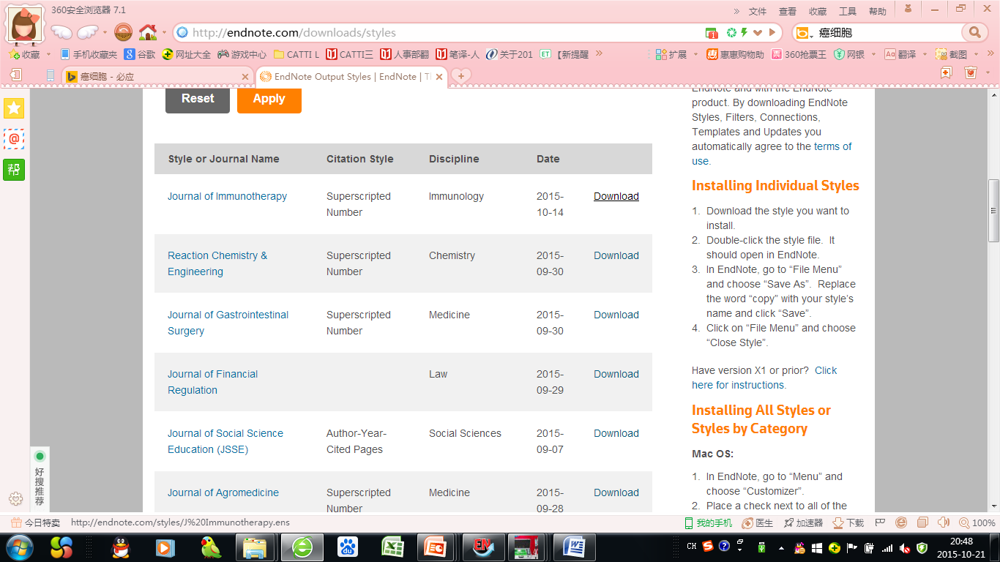 360安全浏览器 7.1
» 文件 查看 收藏 工具 帮助
http://endnote.com/downloads/styles
癌细胞
收藏 手机收藏夹 谷歌 网址大全 游戏中心 CATTI L CATTI三 人事部翻 笔译-人 关于201 【新提醒 » 扩展 惠惠购物助 360抢票王 网银 翻译 截图 »
癌细胞 - 必应
EndNote Output Styles | EndNote | T
Reset Apply
Style or Journal Name Citation Style Discipline Date
Journal of Immunotherapy Superscripted Number Immunology 2015-10-14 Download
Reaction Chemistry & Engineering Superscripted Number Chemistry 2015-09-30 Download
Journal of Gastrointestinal Surgery Superscripted Number Medicine 2015-09-30 Download
Journal of Financial Regulation Law 2015-09-29 Download
Journal of Social Science Education (JSSE) Author-Year-Cited Pages Social Sciences 2015-09-07 Download
Journal of Agromedicine Superscripted Number Medicine 2015-09-28 Download
EndNote and with the EndNote
product. By downloading EndNote
Styles, Filters, Connections,
Templates and Updates you
automatically agree to the terms of
use.
Installing Individual Styles
1. Download the style you want to
install.
2. Double-click the style file. It
should open in EndNote.
3. In EndNote, go to “File Menu”
and choose “Save As”. Replace
the word “copy” with your style’s
name and click “Save”.
4. Click on “File Menu” and choose
“Close Style”.
Have version X1 or prior? Click
here for instructions.
Installing All Styles or
Styles by Category
Mac OS:
1. In EndNote, go to “Menu” and
choose “Customizer”.
2. Place a check next to all of the
帮
好搜推荐
今日特卖 http://endnote.com/styles/J%20Immunotherapy.ens
我的手机 医生 加速器 下载 100%
CH
20:48
2015-10-21